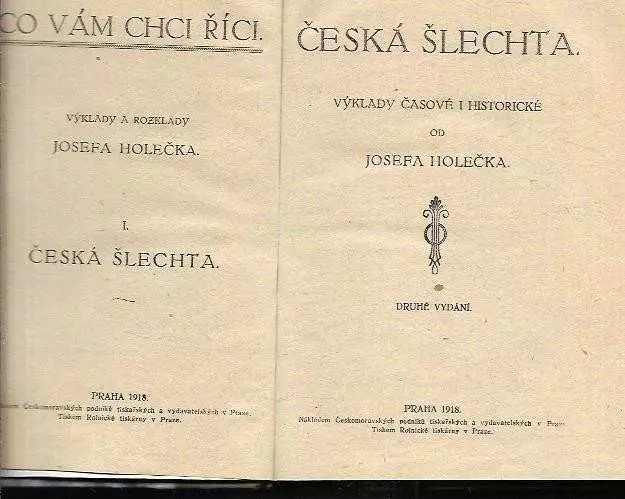 CO VÁM CHCI ŘÍCI.
VÝKLADY A ROZKLADY
JOSEFA HOLEČKA.
I.
ČESKÁ ŠLECHTA.
PRAHA 1918.
Českomoravských podniků tiskařských a vydavatelských v Praze.
Tiskem Rolnické tiskárny v Praze.
ČESKÁ ŠLECHTA.
VÝKLADY ČASOVÉ I HISTORICKÉ
OD
JOSEFA HOLEČKA.
DRUHÉ VYDÁNÍ.
PRAHA 1918.
Nákladem Českomoravských podniků tiskařských a vydavatelských v Praze
Tiskem Rolnické tiskárny v Praze.